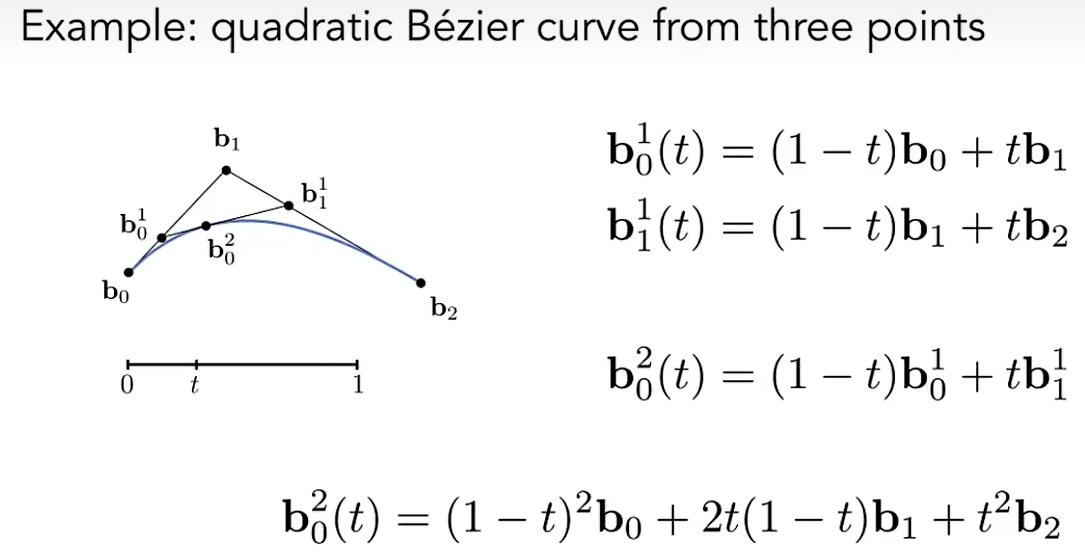 Example: quadratic Bézier curve from three points
b₁
b₁¹
b₀¹
b₀²
b₀
b₂
0 t 1
b₀¹(t) = (1 − t)b₀ + tb₁
b₁¹(t) = (1 − t)b₁ + tb₂
b₀²(t) = (1 − t)b₀¹ + tb₁¹
b₀²(t) = (1 − t)²b₀ + 2t(1 − t)b₁ + t²b₂